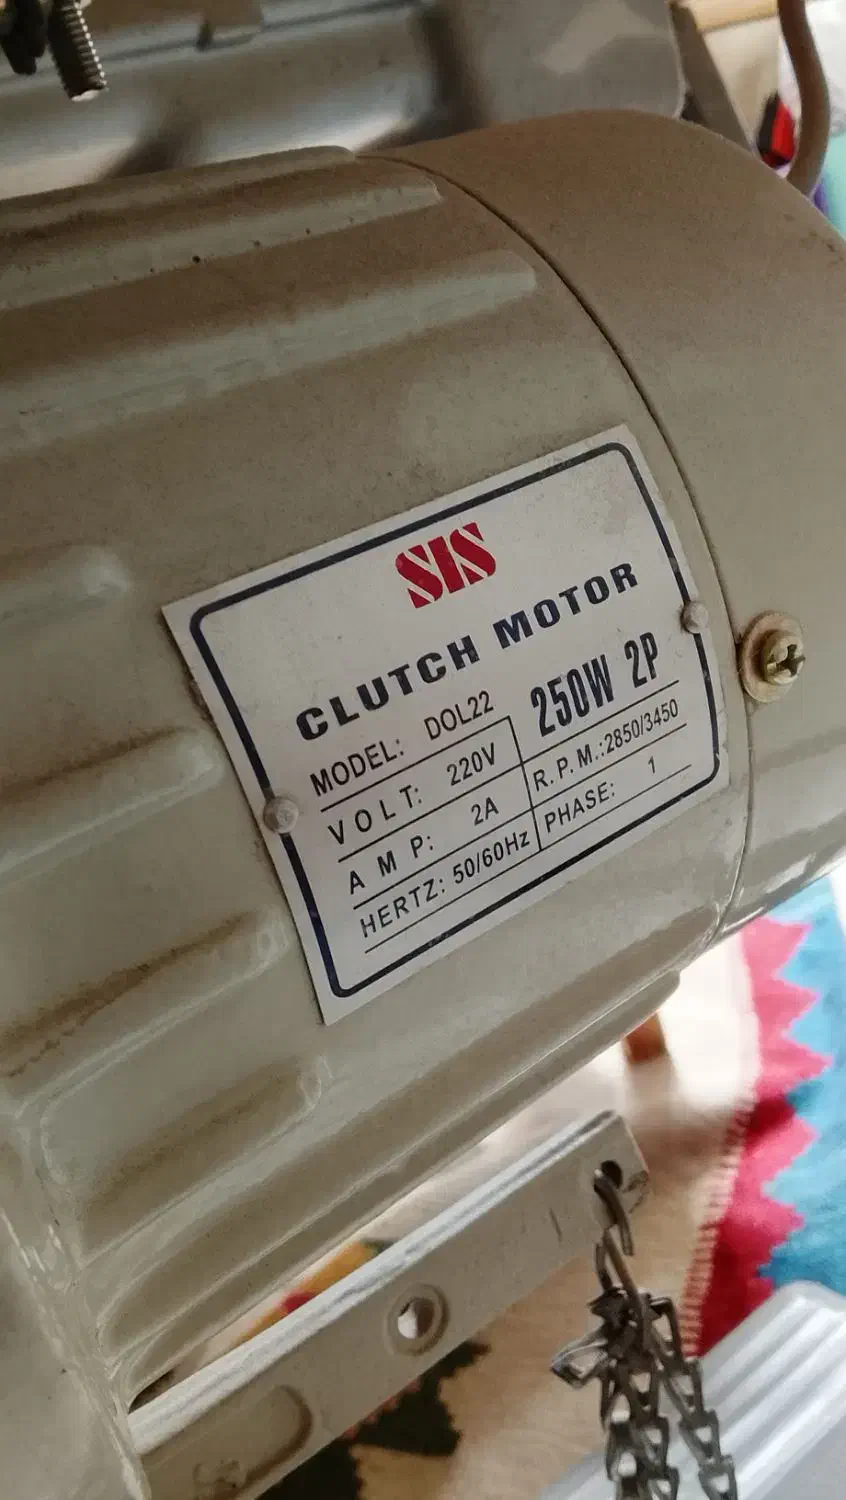 SIS
CLUTCH MOTOR
MODEL: DOL22 250W 2P
VOLT: 220V R.P.M.:2850/3450
AMP: 2A PHASE: 1
HERTZ: 50/60Hz